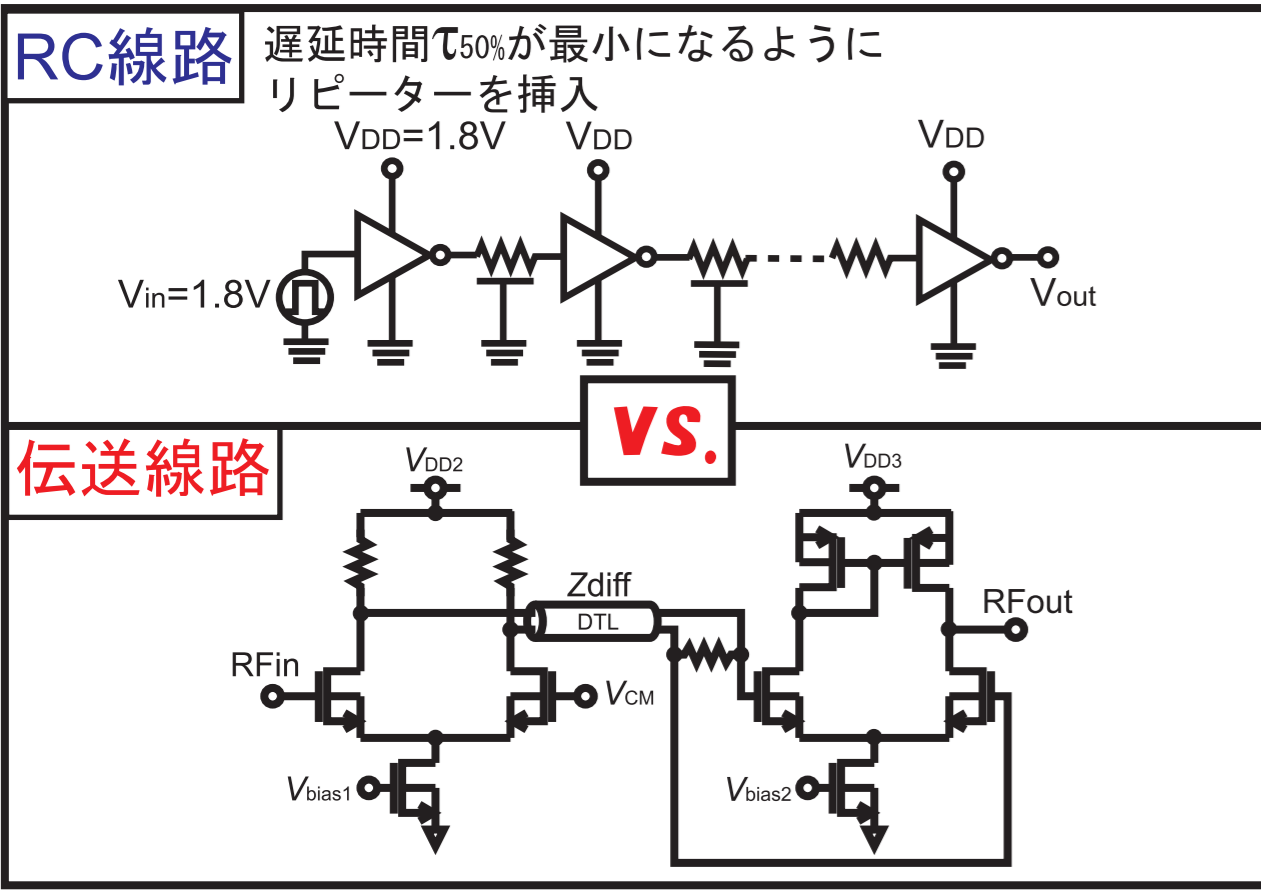 RC線路
遅延時間τ50%が最小になるように
リピーターを挿入
VDD=1.8V
VDD
VDD
Vin=1.8V
Vout
vs.
伝送線路
VDD2
VDD3
Zdiff
DTL
RFout
RFin
VCM
Vbias1
Vbias2